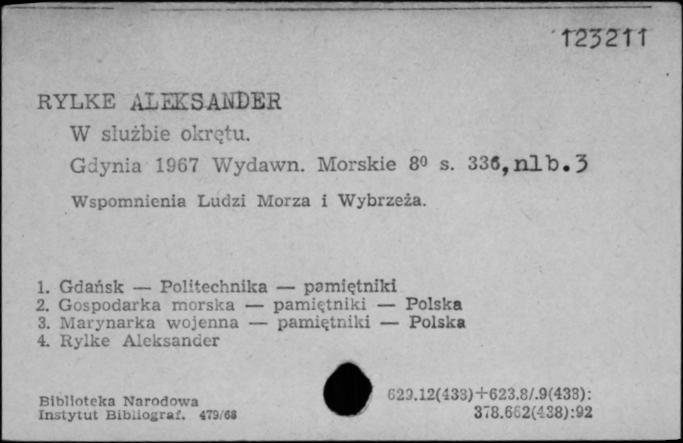 123211
RYLKE ALEKSANDER
W służbie okrętu.
Gdynia 1967 Wydawn. Morskie 8⁰ s. 336, nlb. 3
Wspomnienia Ludzi Morza i Wybrzeża.
1. Gdańsk — Politechnika — pamiętniki
2. Gospodarka morska — pamiętniki — Polska
3. Marynarka wojenna — pamiętniki — Polska
4. Rylke Aleksander
Biblioteka Narodowa
Instytut Bibliograf. 479/68
629.12(438)+623.8/.9(438):
378.662(438):92